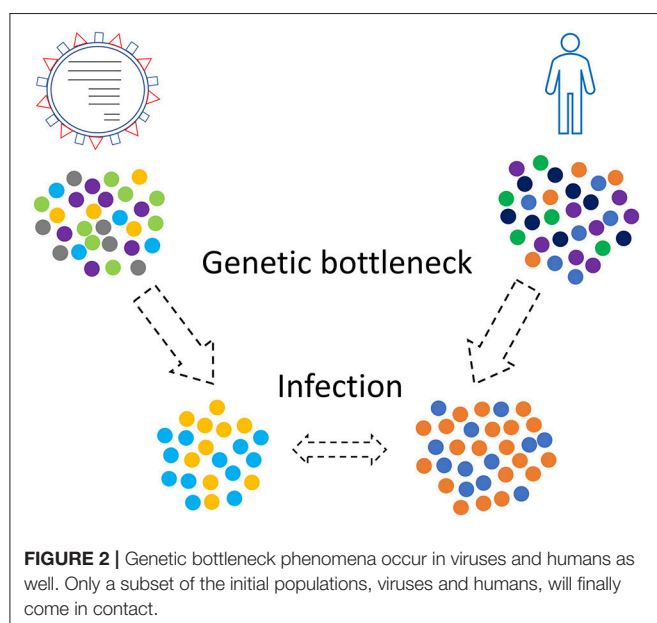 Genetic bottleneck
Infection
FIGURE 2 | Genetic bottleneck phenomena occur in viruses and humans as
well. Only a subset of the initial populations, viruses and humans, will finally
come in contact.